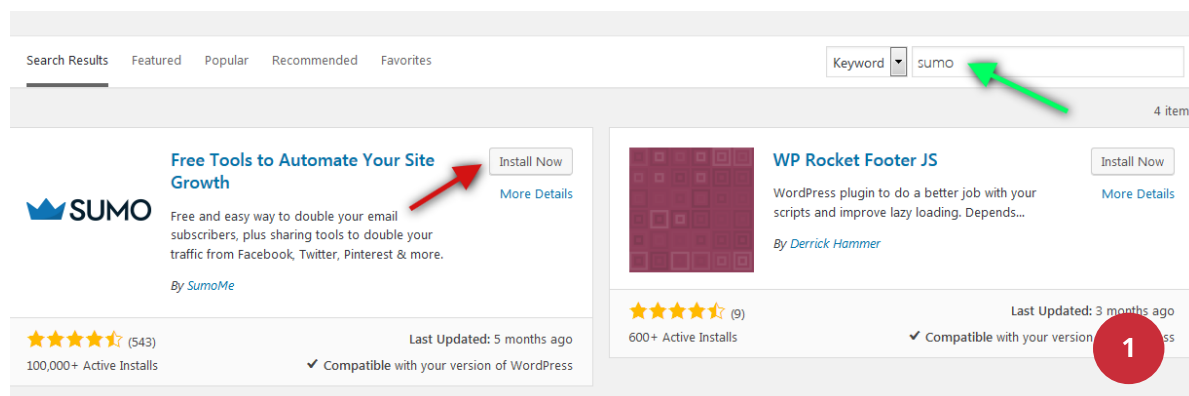 Search Results Featured Popular Recommended Favorites Keyword sumo
4 item
Free Tools to Automate Your Site
Growth
Install Now
More Details
SUMO
Free and easy way to double your email
subscribers, plus sharing tools to double your
traffic from Facebook, Twitter, Pinterest & more.
By SumoMe
(543)
Last Updated: 5 months ago
100,000+ Active Installs
Compatible with your version of WordPress
WP Rocket Footer JS
Install Now
More Details
WordPress plugin to do a better job with your
scripts and improve lazy loading. Depends...
By Derrick Hammer
(9)
Last Updated: 3 months ago
600+ Active Installs
Compatible with your version ss
1